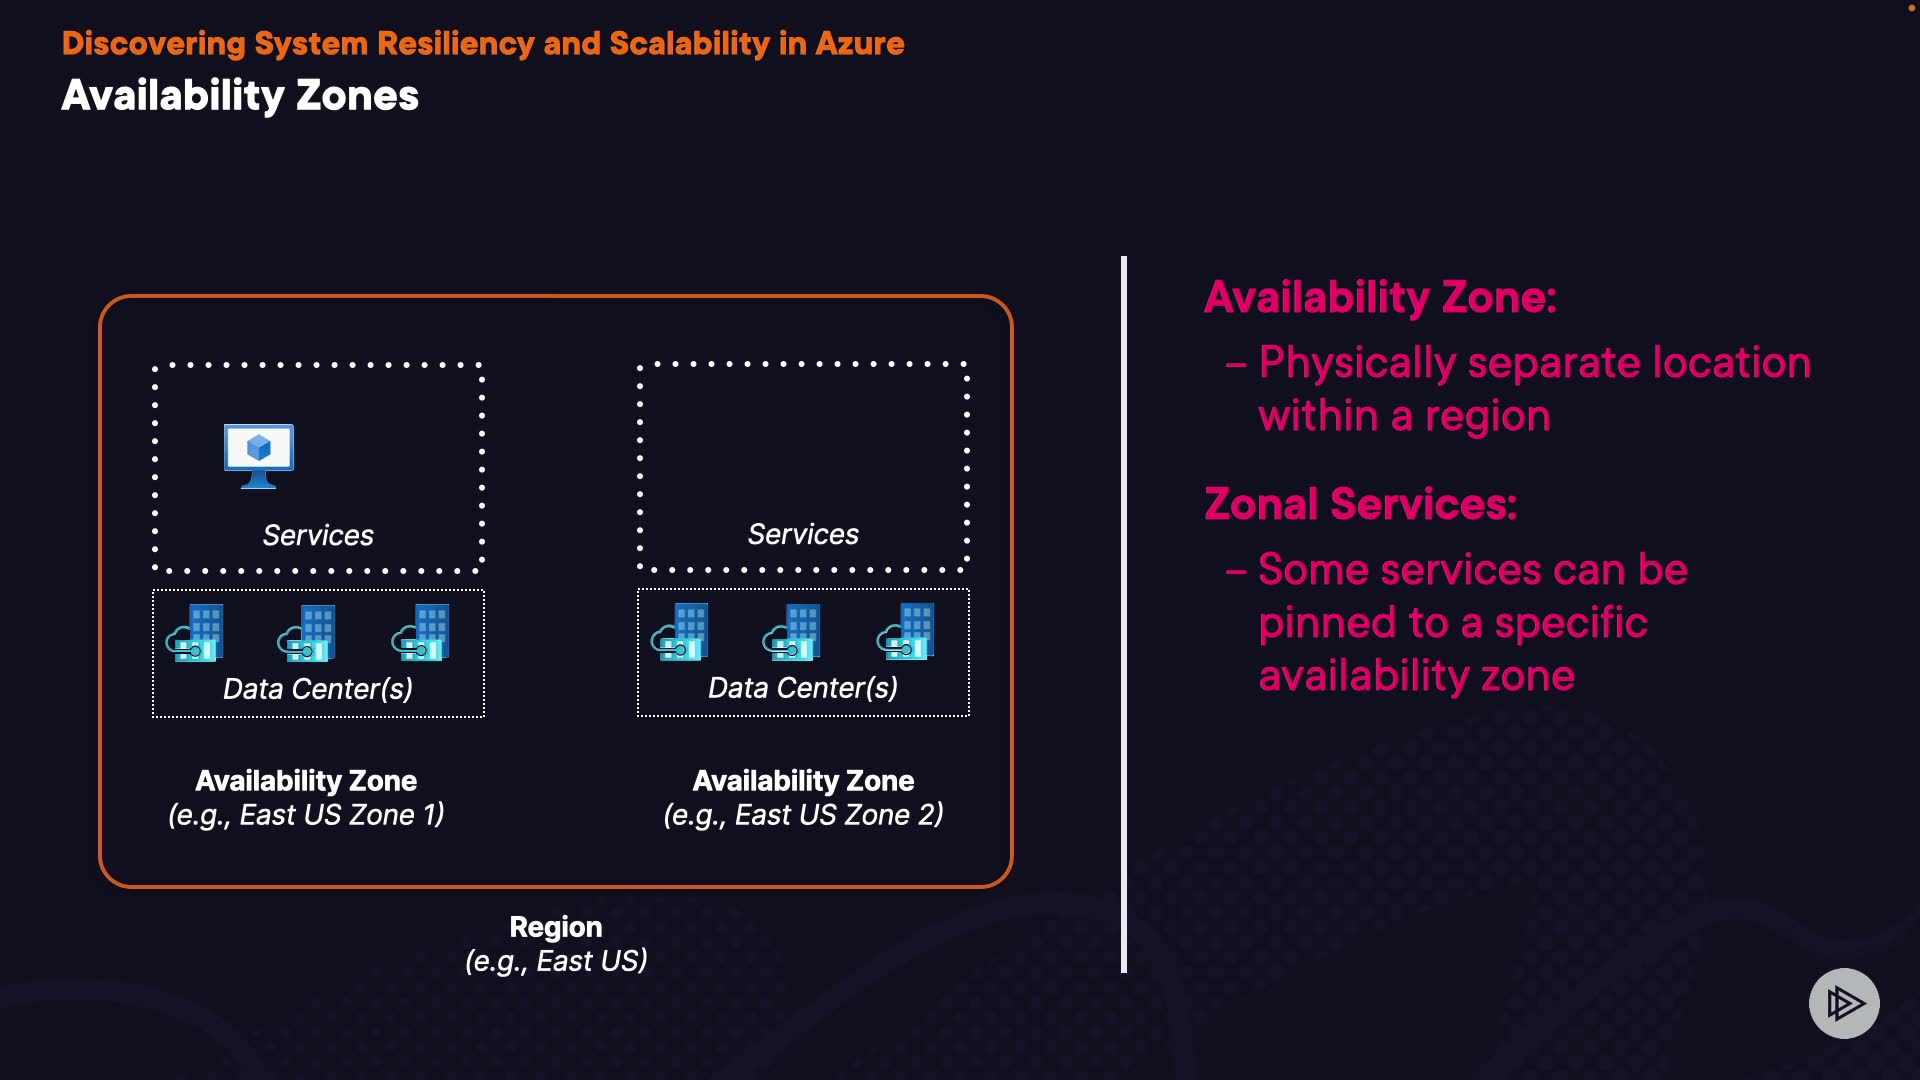 Discovering System Resiliency and Scalability in Azure
Availability Zones
Services
Data Center(s)
Availability Zone
(e.g., East US Zone 1)
Services
Data Center(s)
Availability Zone
(e.g., East US Zone 2)
Region
(e.g., East US)
Availability Zone:
– Physically separate location
within a region
Zonal Services:
– Some services can be
pinned to a specific
availability zone